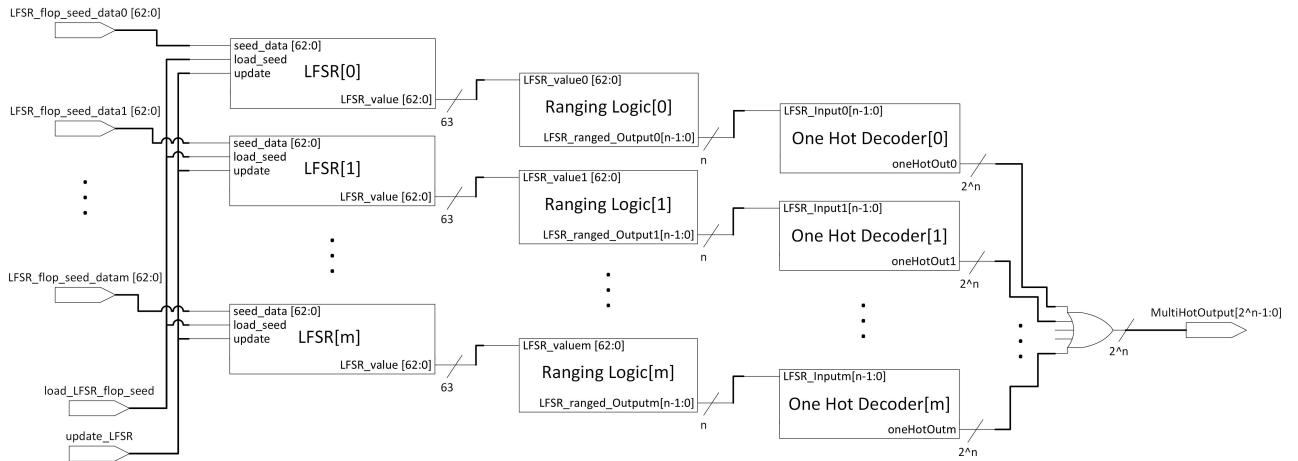 LFSR_flop_seed_data0 [62:0]
seed_data [62:0]
load_seed
update
LFSR[0]
LFSR_value [62:0]
63
LFSR_value0 [62:0]
Ranging Logic[0]
LFSR_ranged_Output0[n-1:0]
n
LFSR_Input0[n-1:0]
One Hot Decoder[0]
oneHotOut0
2^n
LFSR_flop_seed_data1 [62:0]
seed_data [62:0]
load_seed
update
LFSR[1]
LFSR_value [62:0]
63
LFSR_value1 [62:0]
Ranging Logic[1]
LFSR_ranged_Output1[n-1:0]
n
LFSR_Input1[n-1:0]
One Hot Decoder[1]
oneHotOut1
2^n
LFSR_flop_seed_datam [62:0]
seed_data [62:0]
load_seed
update
LFSR[m]
LFSR_value [62:0]
63
LFSR_valuem [62:0]
Ranging Logic[m]
LFSR_ranged_Outputm[n-1:0]
n
LFSR_Inputm[n-1:0]
One Hot Decoder[m]
oneHotOutm
2^n
MultiHotOutput[2^n-1:0]
2^n
load_LFSR_flop_seed
update_LFSR